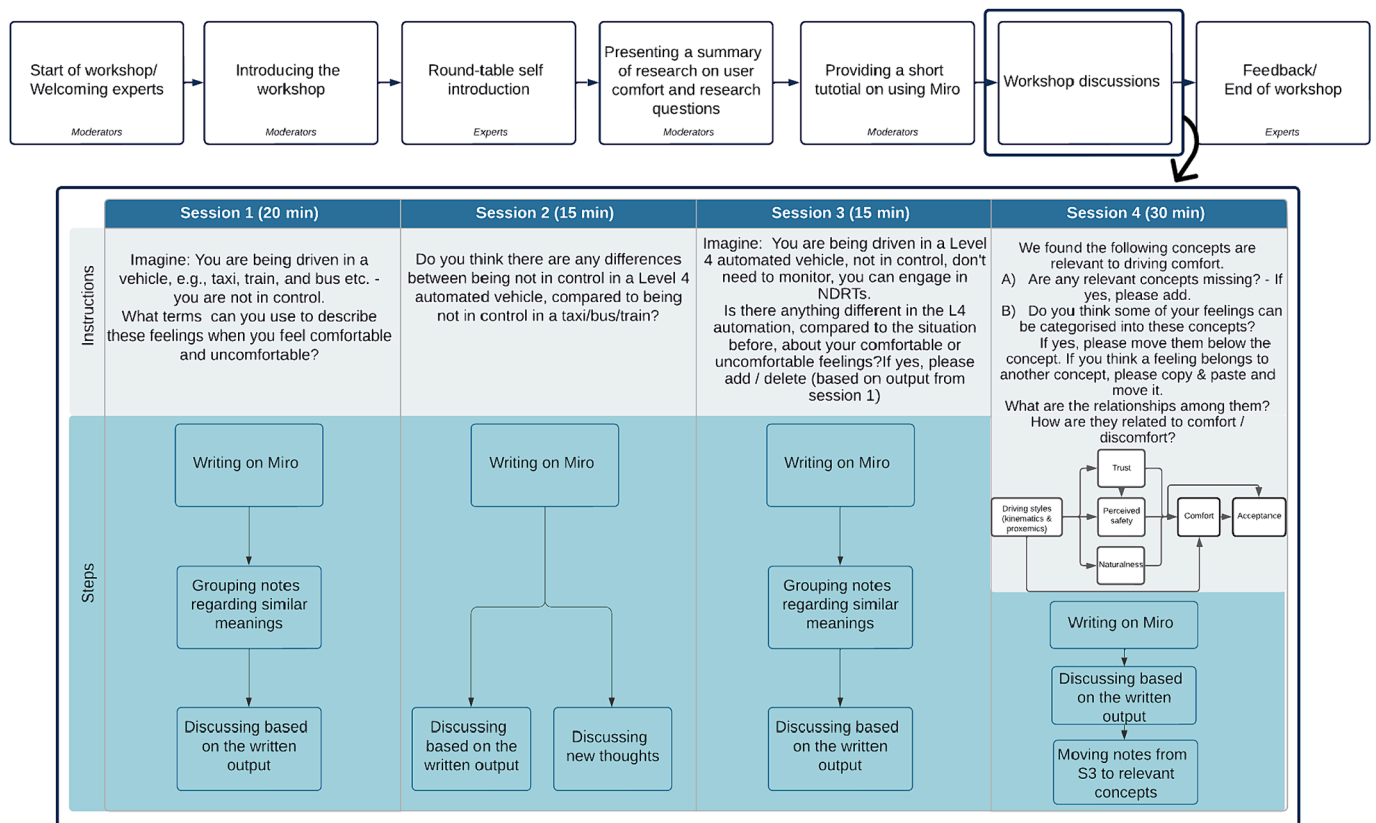 Start of workshop/
Welcoming experts
Moderators
Introducing the
workshop
Moderators
Round-table self
introduction
Experts
Presenting a summary
of research on user
comfort and research
questions
Moderators
Providing a short
tutotial on using Miro
Moderators
Workshop discussions
Feedback/
End of workshop
Experts
Session 1 (20 min)
Session 2 (15 min)
Session 3 (15 min)
Session 4 (30 min)
Instructions
Imagine: You are being driven in a
vehicle, e.g., taxi, train, and bus etc. -
you are not in control.
What terms can you use to describe
these feelings when you feel comfortable
and uncomfortable?
Do you think there are any differences
between being not in control in a Level 4
automated vehicle, compared to being
not in control in a taxi/bus/train?
Imagine: You are being driven in a Level
4 automated vehicle, not in control, don't
need to monitor, you can engage in
NDRTs.
Is there anything different in the L4
automation, compared to the situation
before, about your comfortable or
uncomfortable feelings?If yes, please
add / delete (based on output from
session 1)
We found the following concepts are
relevant to driving comfort.
A) Are any relevant concepts missing? - If
yes, please add.
B) Do you think some of your feelings can
be categorised into these concepts?
If yes, please move them below the
concept. If you think a feeling belongs to
another concept, please copy & paste and
move it.
What are the relationships among them?
How are they related to comfort /
discomfort?
Driving styles
(kinematics &
proxemics)
Trust
Perceived
safety
Naturalness
Comfort
Acceptance
Steps
Writing on Miro
Grouping notes
regarding similar
meanings
Discussing based
on the written
output
Writing on Miro
Discussing
based on the
written output
Discussing
new thoughts
Writing on Miro
Grouping notes
regarding similar
meanings
Discussing based
on the written
output
Writing on Miro
Discussing based
on the written
output
Moving notes from
S3 to relevant
concepts